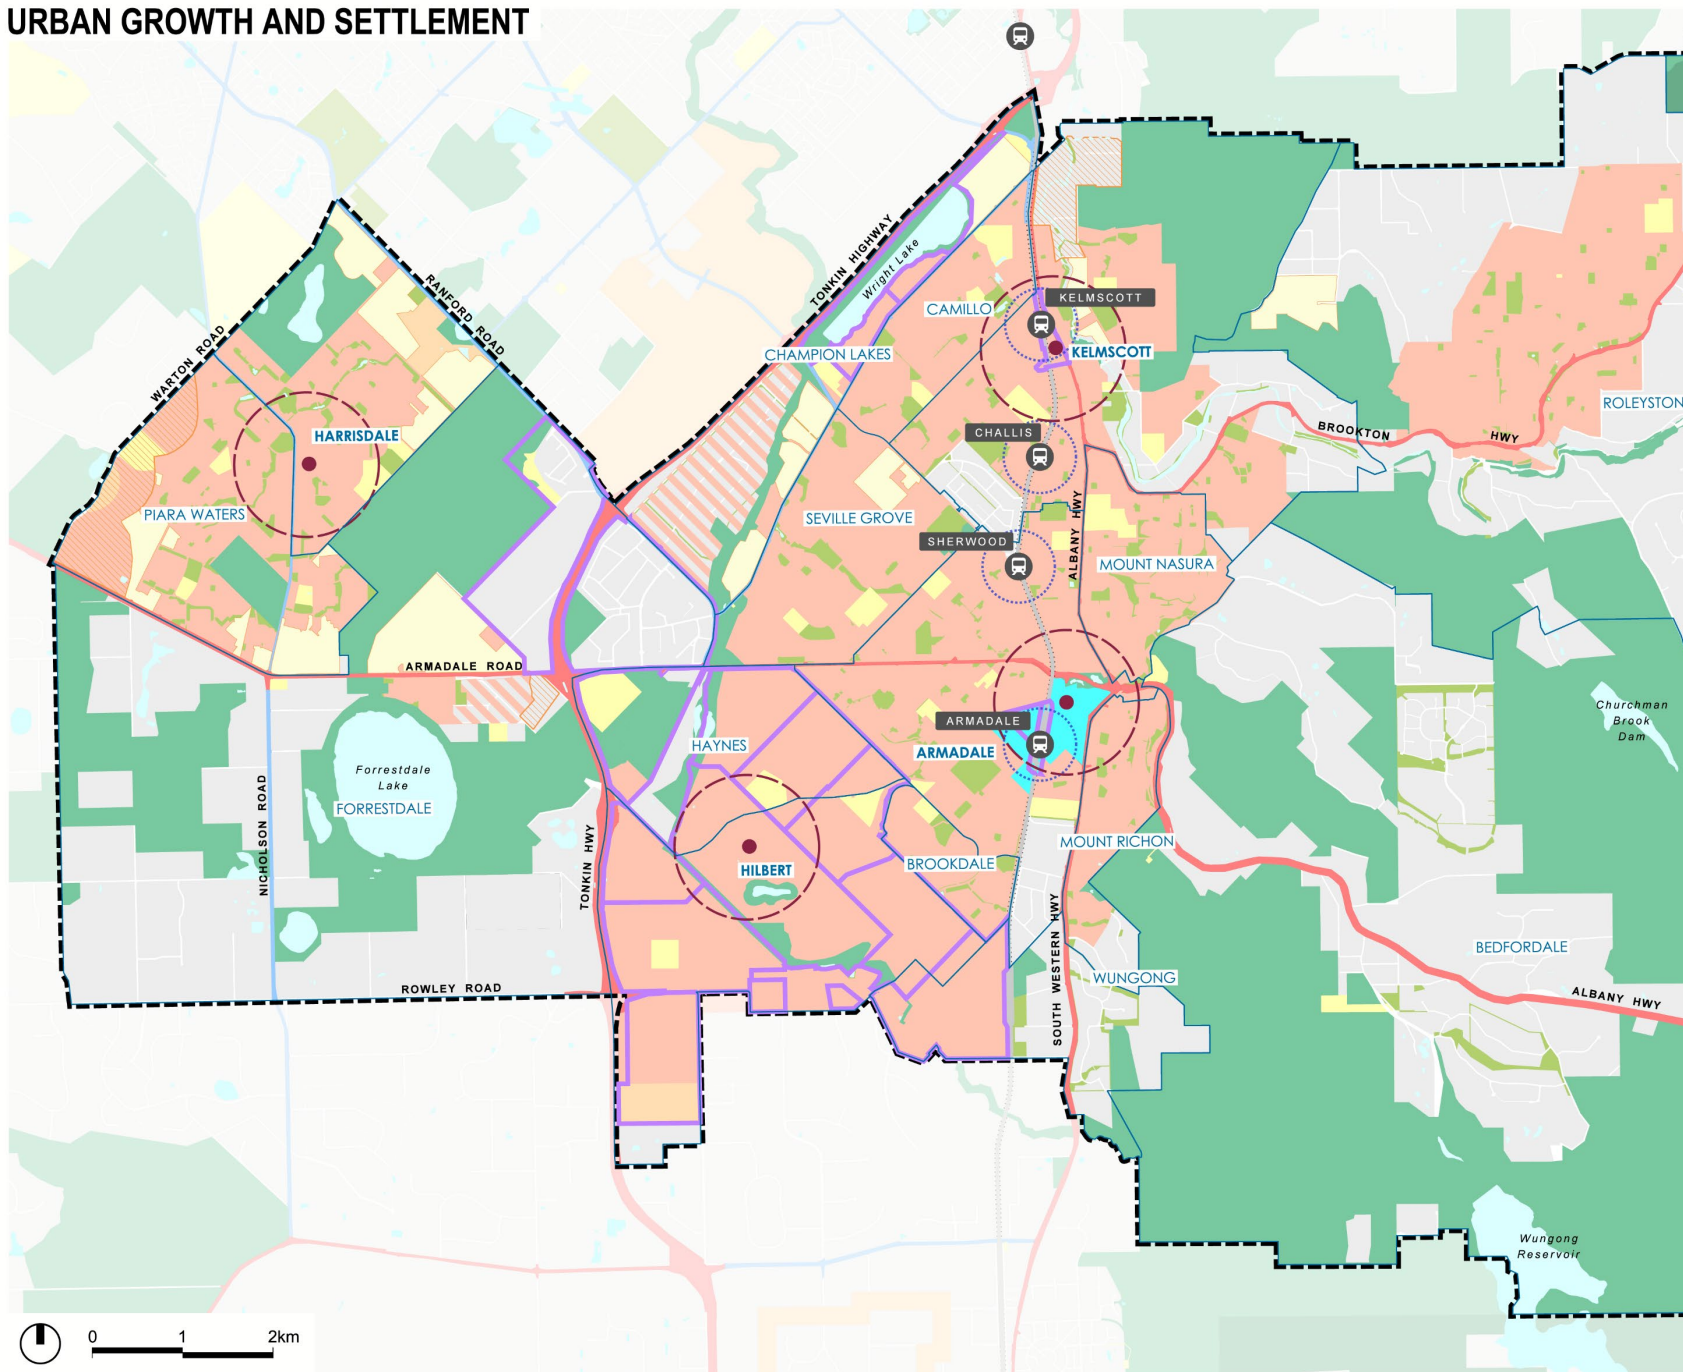 URBAN GROWTH AND SETTLEMENT
TONKIN HIGHWAY
Wright Lake
RANFORD ROAD
WARTON ROAD
CAMILLO
KELMSCOTT
KELMSCOTT
CHAMPION LAKES
ROLEYSTON
HARRISDALE
CHALLIS
BROOKTON
HWY
PIARA WATERS
SEVILLE GROVE
ALBANY HWY
SHERWOOD
MOUNT NASURA
ARMADALE ROAD
Churchman
Brook
Dam
ARMADALE
HAYNES
ARMADALE
Forrestdale
Lake
FORRESTDALE
NICHOLSON ROAD
TONKIN HWY
HILBERT
BROOKDALE
MOUNT RICHON
SOUTH WESTERN HWY
BEDFORDALE
WUNGONG
ROWLEY ROAD
ALBANY HWY
Wungong
Reservoir
0 1 2km